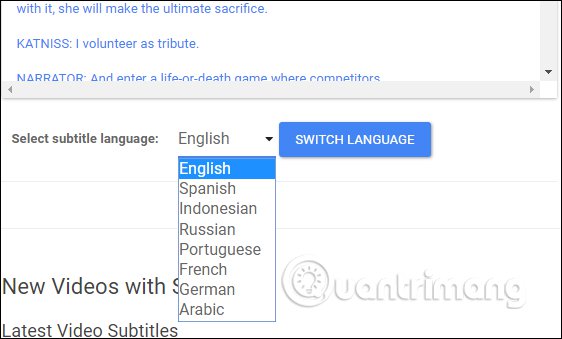 with it, she will make the ultimate sacrifice.
KATNISS: I volunteer as tribute.
NARRATOR: And enter a life-or-death game where competitors
Select subtitle language: English SWITCH LANGUAGE
English
Spanish
Indonesian
Russian
Portuguese
French
German
Arabic
New Videos with S
Latest Video Subtitles
Quantrimang